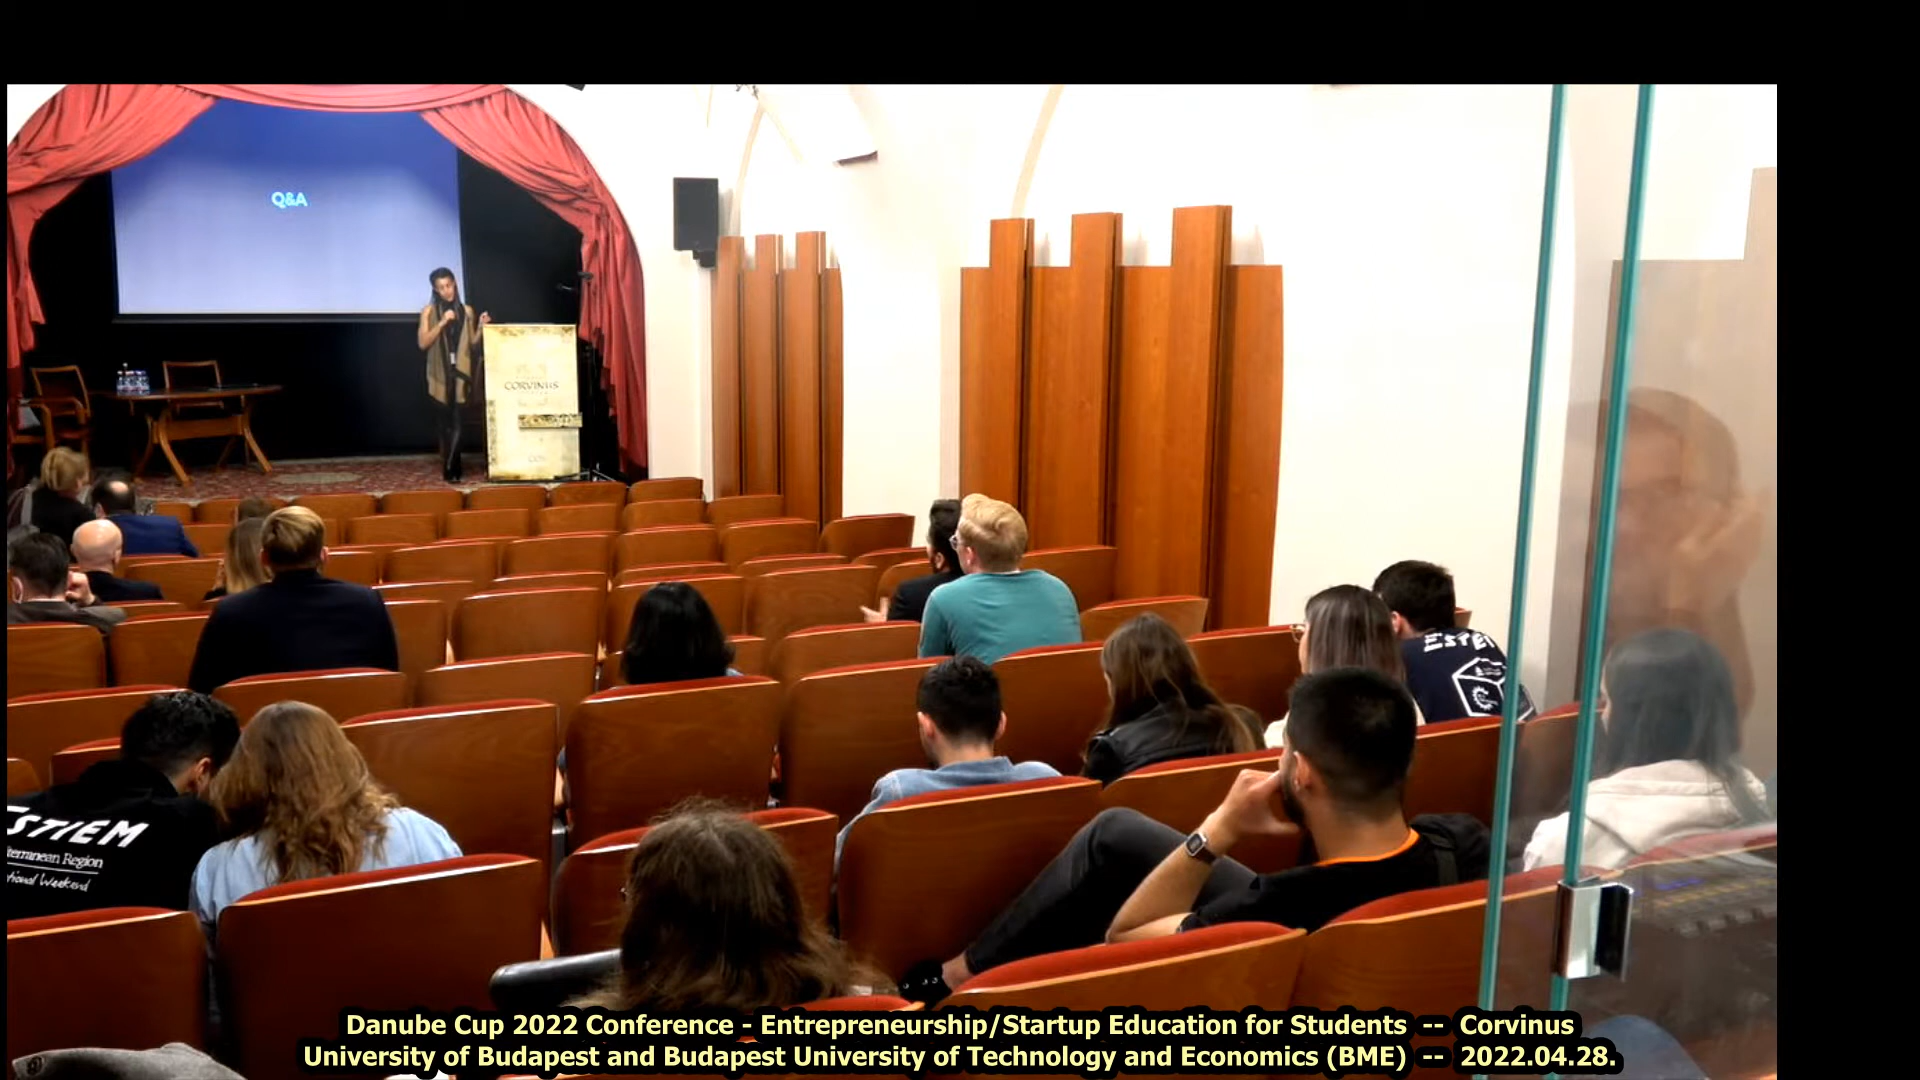 Q&A
CORVINUS
ESTIEM
Danube Cup 2022 Conference - Entrepreneurship/Startup Education for Students -- Corvinus
University of Budapest and Budapest University of Technology and Economics (BME) -- 2022.04.28.